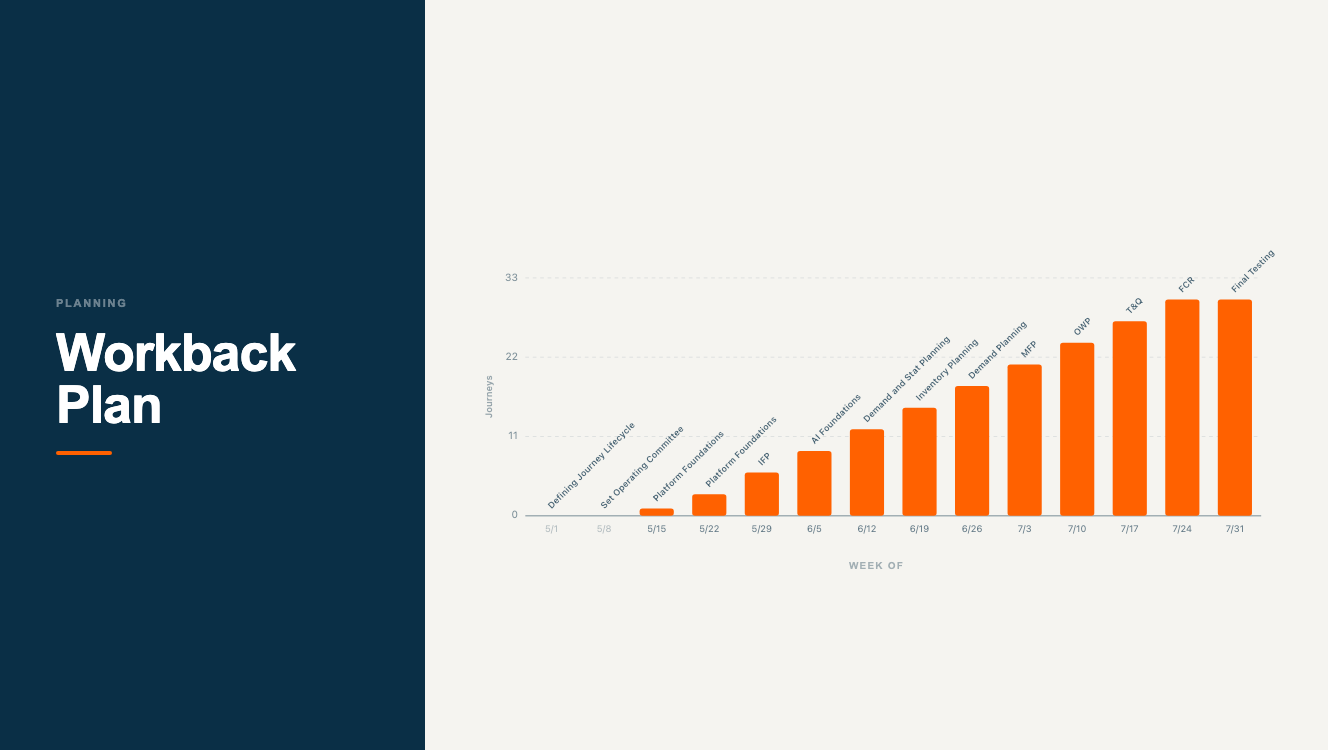 PLANNING
Workback
Plan
Journeys
33
22
11
0
Defining Journey Lifecycle
Set Operating Committee
Platform Foundations
Platform Foundations
IFP
AI Foundations
Demand and Stat Planning
Inventory Planning
Demand Planning
MFP
OWP
T&Q
FCR
Final Testing
5/1 5/8 5/15 5/22 5/29 6/5 6/12 6/19 6/26 7/3 7/10 7/17 7/24 7/31
WEEK OF